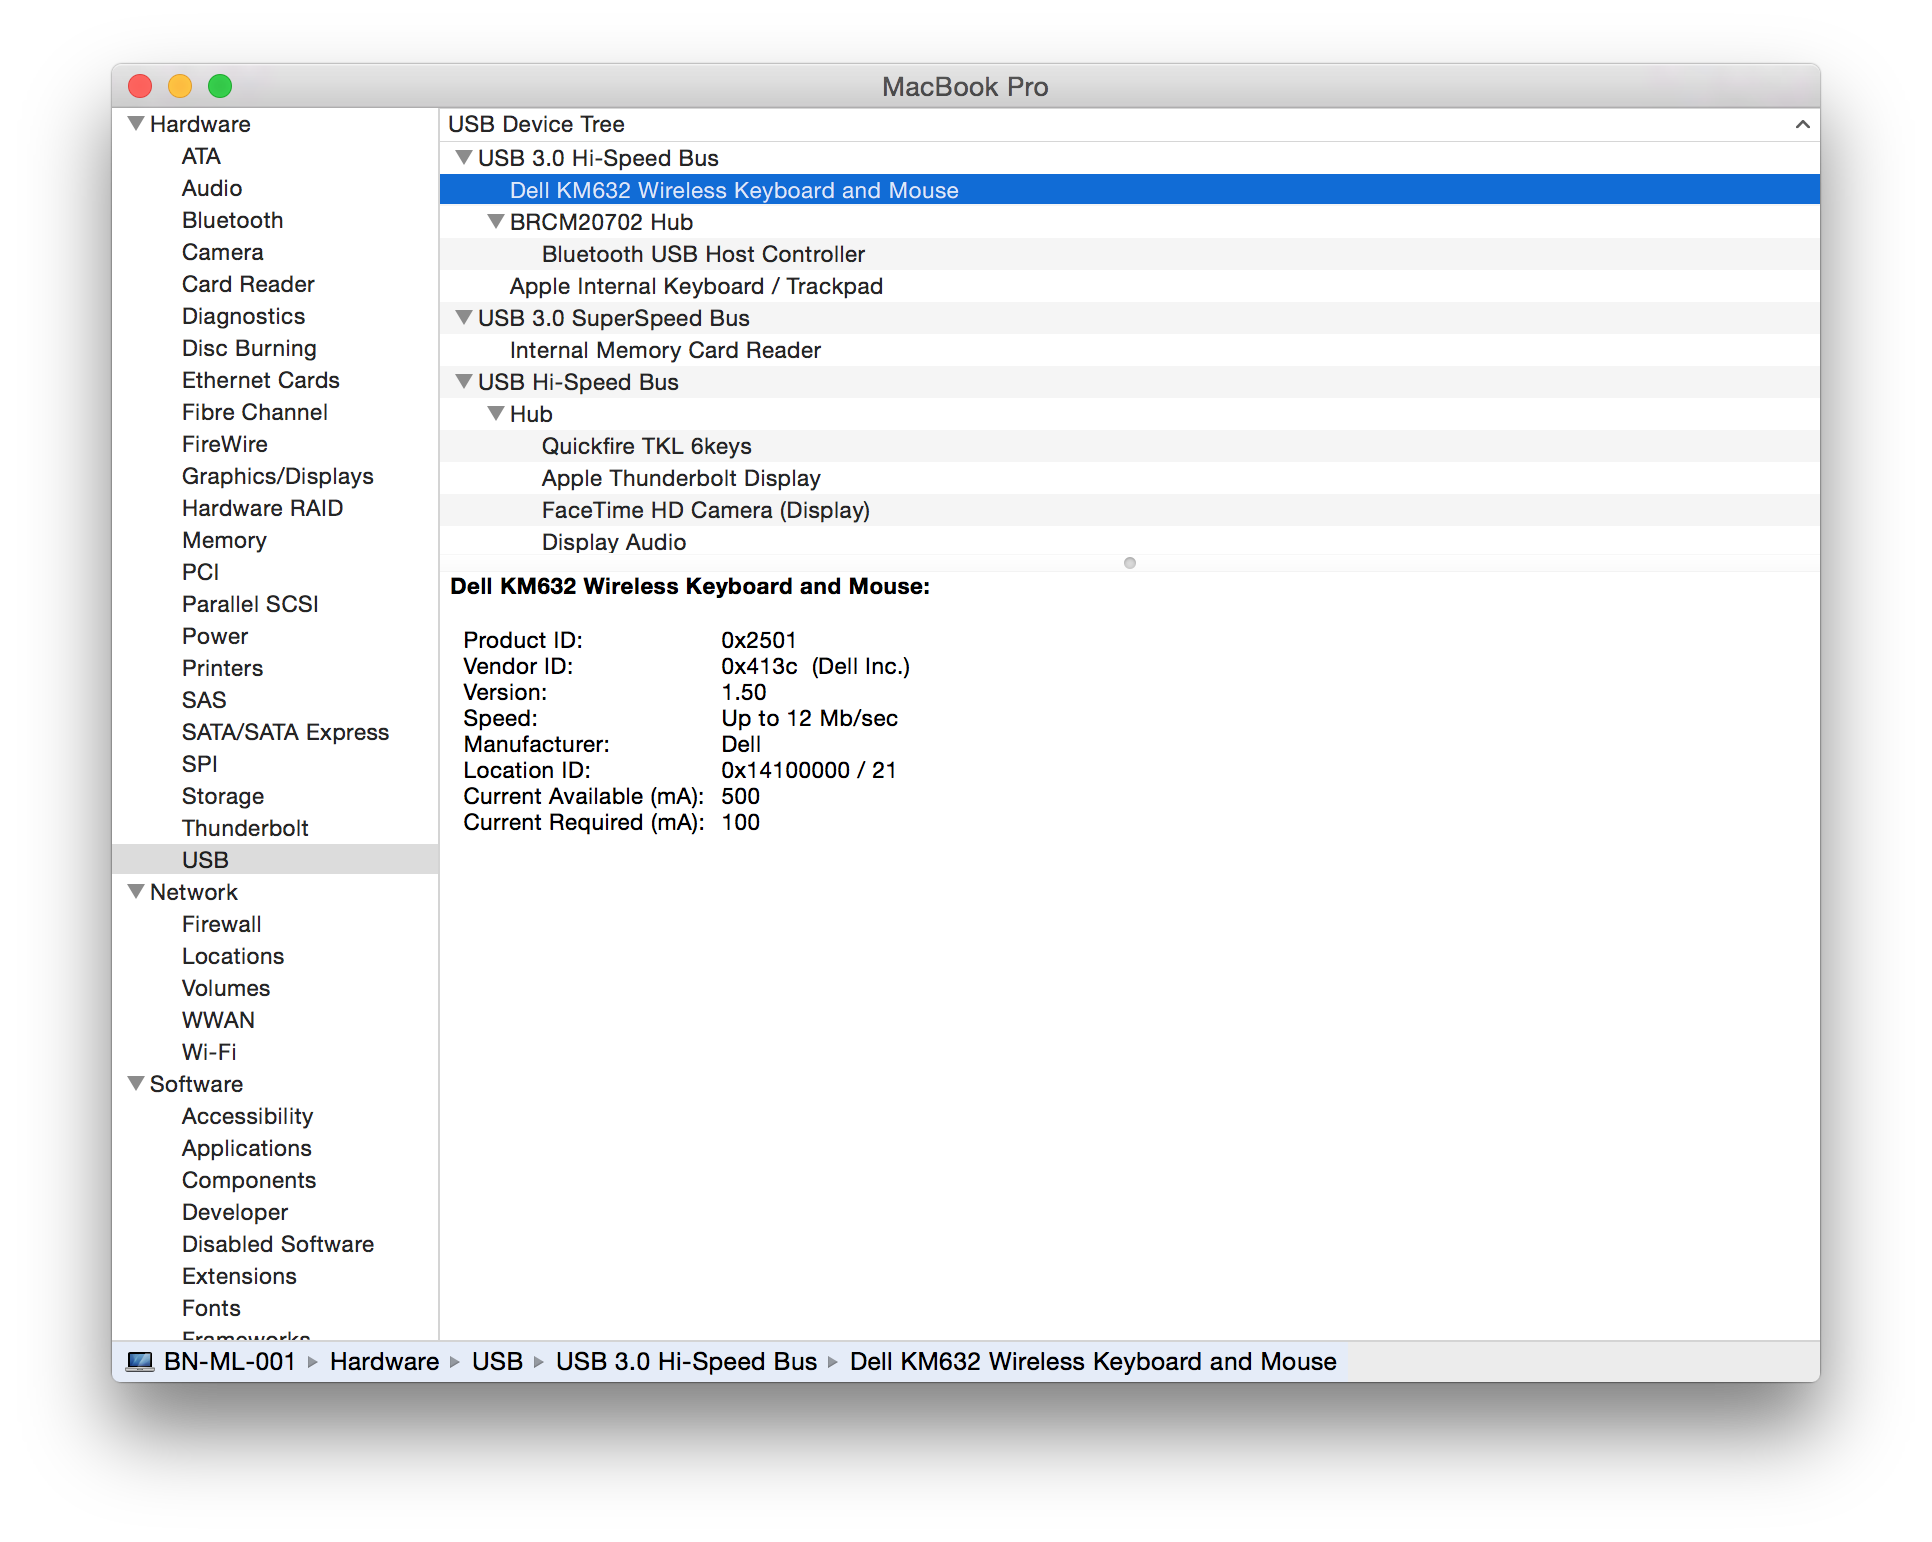 MacBook Pro
Hardware
ATA
Audio
Bluetooth
Camera
Card Reader
Diagnostics
Disc Burning
Ethernet Cards
Fibre Channel
FireWire
Graphics/Displays
Hardware RAID
Memory
PCI
Parallel SCSI
Power
Printers
SAS
SATA/SATA Express
SPI
Storage
Thunderbolt
USB
Network
Firewall
Locations
Volumes
WWAN
Wi-Fi
Software
Accessibility
Applications
Components
Developer
Disabled Software
Extensions
Fonts
Frameworks
USB Device Tree
USB 3.0 Hi-Speed Bus
Dell KM632 Wireless Keyboard and Mouse
BRCM20702 Hub
Bluetooth USB Host Controller
Apple Internal Keyboard / Trackpad
USB 3.0 SuperSpeed Bus
Internal Memory Card Reader
USB Hi-Speed Bus
Hub
Quickfire TKL 6keys
Apple Thunderbolt Display
FaceTime HD Camera (Display)
Display Audio
Dell KM632 Wireless Keyboard and Mouse:
Product ID: 0x2501
Vendor ID: 0x413c (Dell Inc.)
Version: 1.50
Speed: Up to 12 Mb/sec
Manufacturer: Dell
Location ID: 0x14100000 / 21
Current Available (mA): 500
Current Required (mA): 100
BN-ML-001 Hardware USB USB 3.0 Hi-Speed Bus Dell KM632 Wireless Keyboard and Mouse